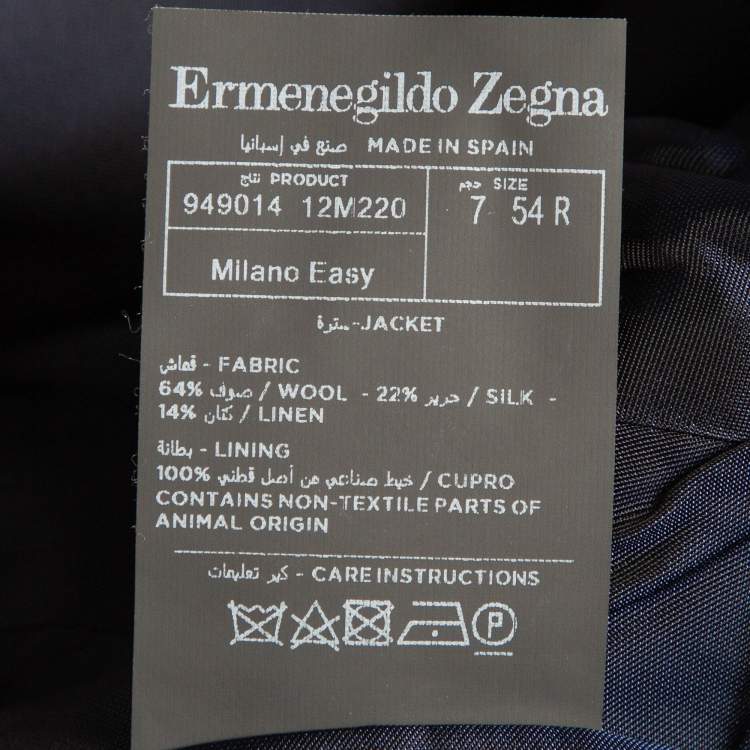 Ermenegildo Zegna
صنع في إسبانيا MADE IN SPAIN
نتاج PRODUCT
949014 12M220
Milano Easy
حجم SIZE
7 54 R
سترة-JACKET
قماش - FABRIC
64% صوف / WOOL - 22% حرير / SILK -
14% كتان / LINEN
بطانة - LINING
100% خيط صناعي من أصل قطني / CUPRO
CONTAINS NON-TEXTILE PARTS OF
ANIMAL ORIGIN
كير تعليمات - CARE INSTRUCTIONS
P